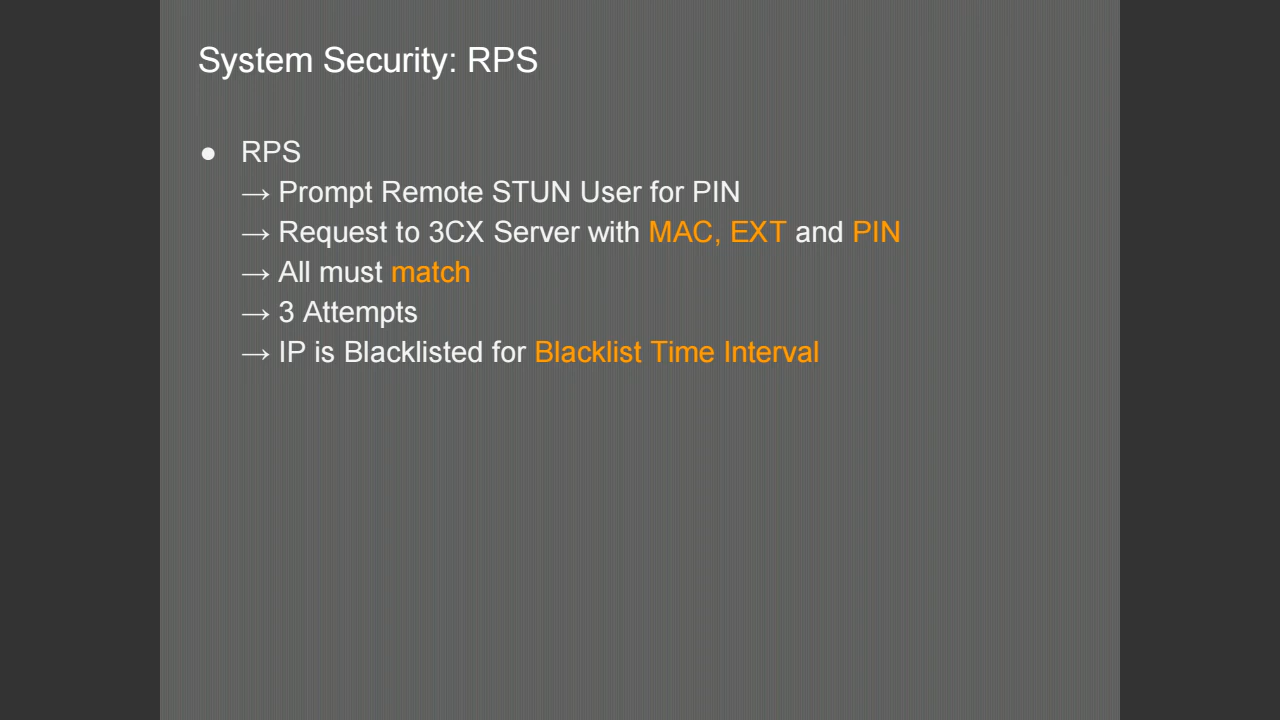 System Security: RPS
● RPS
→ Prompt Remote STUN User for PIN
→ Request to 3CX Server with MAC, EXT and PIN
→ All must match
→ 3 Attempts
→ IP is Blacklisted for Blacklist Time Interval